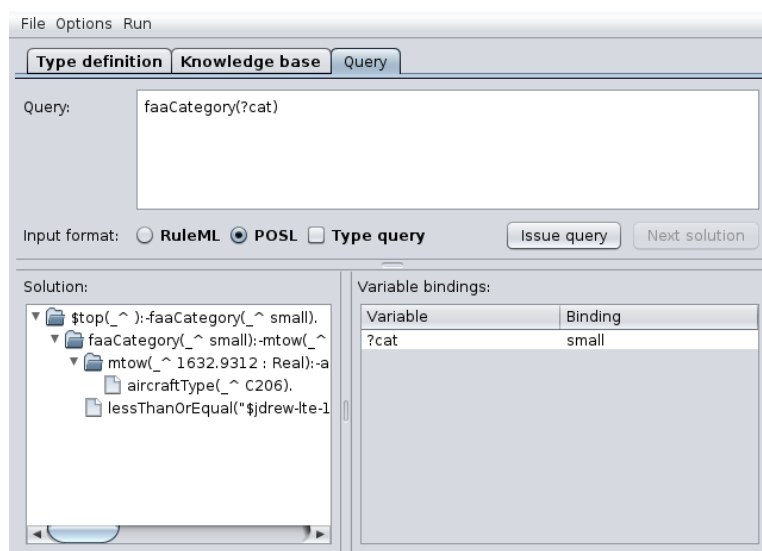 File Options Run
Type definition Knowledge base Query
Query: faaCategory(?cat)
Input format: RuleML POSL Type query Issue query Next solution
Solution: Variable bindings:
$top(_^ ):-faaCategory(_^ small). Variable Binding
faaCategory(_^ small):-mtow(_^ ?cat small
mtow(_^ 1632.9312 : Real):-a
aircraftType(_^ C206).
lessThanOrEqual("$jdrew-lte-1